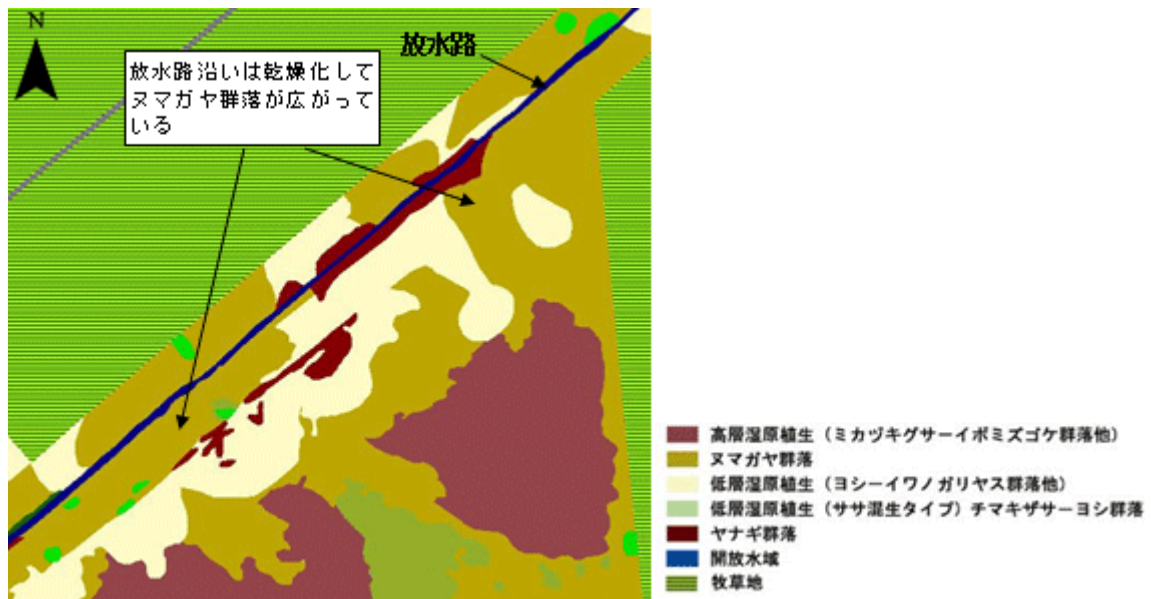 N
放水路
放水路沿いは乾燥化して
ヌマガヤ群落が広がって
いる
高層湿原植生(ミカヅキグサーイボミズゴケ群落他)
ヌマガヤ群落
低層湿原植生(ヨシーイワノガリヤス群落他)
低層湿原植生(ササ混生タイプ)チマキザサーヨシ群落
ヤナギ群落
開放水域
牧草地